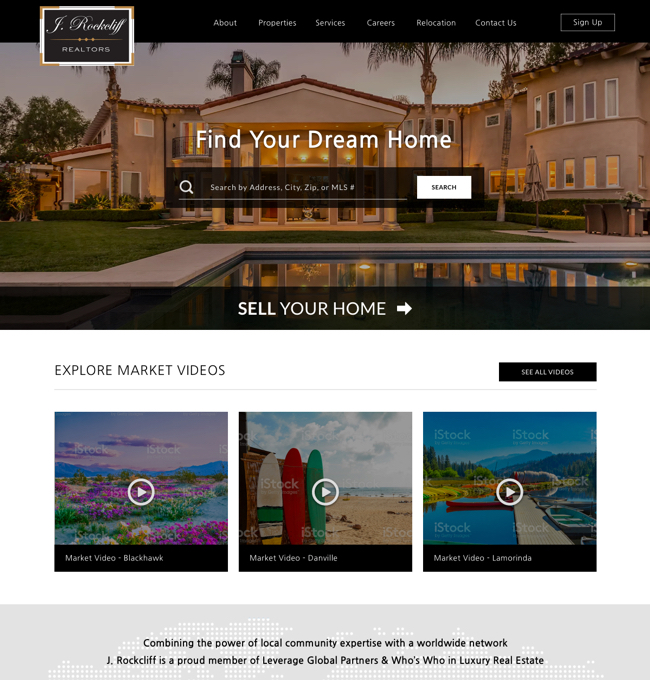 J. Rockcliff
REALTORS
About Properties Services Careers Relocation Contact Us Sign Up
Find Your Dream Home
Search by Address, City, Zip, or MLS # SEARCH
SELL YOUR HOME
EXPLORE MARKET VIDEOS SEE ALL VIDEOS
iStock iStock iStock
Market Video - Blackhawk Market Video - Danville Market Video - Lamorinda
Combining the power of local community expertise with a worldwide network
J. Rockcliff is a proud member of Leverage Global Partners & Who's Who in Luxury Real Estate